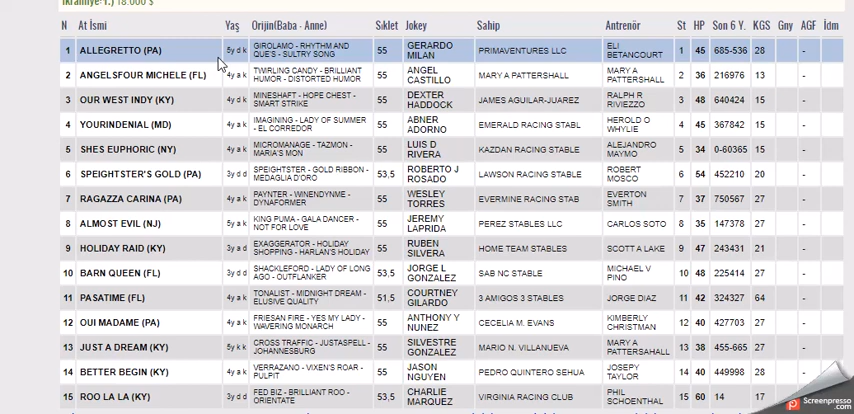 İkramiye:1.) 18.000 $
N At İsmi Yaş Orijin(Baba - Anne) Sıklet Jokey Sahip Antrenör St HP Son 6 Y. KGS Gny AGF İdm
1 ALLEGRETTO (PA) 5y d k GIROLAMO - RHYTHM AND QUE'S - SULTRY SONG 55 GERARDO MILAN PRIMAVENTURES LLC ELI BETANCOURT 1 45 685-536 28 -
2 ANGELSFOUR MICHELE (FL) 4y a k TWIRLING CANDY - BRILLIANT HUMOR - DISTORTED HUMOR 55 ANGEL CASTILLO MARY A PATTERSHALL MARY A PATTERSHALL 2 36 216976 13 -
3 OUR WEST INDY (KY) 4y d k MINESHAFT - HOPE CHEST - SMART STRIKE 55 DEXTER HADDOCK JAMES AGUILAR-JUAREZ RALPH R RIVIEZZO 3 48 640424 15 -
4 YOURINDENIAL (MD) 4y d k IMAGINING - LADY OF SUMMER - EL CORREDOR 55 ABNER ADORNO EMERALD RACING STABL HEROLD O WHYLIE 4 45 367842 15 -
5 SHES EUPHORIC (NY) 4y a k MICROMANAGE - TAZMON - MARIA'S MON 55 LUIS D RIVERA KAZDAN RACING STABLE ALEJANDRO MAYMO 5 34 0-60365 15 -
6 SPEIGHTSTER'S GOLD (PA) 3y d d SPEIGHTSTER - GOLD RIBBON - MEDAGLIA D'ORO 53,5 ROBERTO J ROSADO LAWSON RACING STABLE ROBERT MOSCO 6 54 452210 20 -
7 RAGAZZA CARINA (PA) 4y a k PAYNTER - WINENDYNME - DYNAFORMER 55 WESLEY TORRES EVERMINE RACING STAB EVERTON SMITH 7 37 750567 27 -
8 ALMOST EVIL (NJ) 5y a k KING PUMA - GALA DANCER - NOT FOR LOVE 55 JEREMY LAPRIDA PEREZ STABLES LLC CARLOS SOTO 8 35 147378 27 -
9 HOLIDAY RAID (KY) 3y a d EXAGGERATOR - HOLIDAY SHOPPING - HARLAN'S HOLIDAY 55 RUBEN SILVERA HOME TEAM STABLES SCOTT A LAKE 9 47 243431 21 -
10 BARN QUEEN (FL) 3y d d SHACKLEFORD - LADY OF LONG AGO - OUTFLANKER 53,5 JORGE L GONZALEZ SAB NC STABLE MICHAEL V PINO 10 48 225414 27 -
11 PASATIME (FL) 4y a k TONALIST - MIDNIGHT DREAM - ELUSIVE QUALITY 51,5 COURTNEY GILARDO 3 AMIGOS 3 STABLES JORGE DIAZ 11 42 324327 64 -
12 OUI MADAME (PA) 4y a k FRIESAN FIRE - YES MY LADY - WAVERING MONARCH 55 ANTHONY Y NUNEZ CECELIA M. EVANS KIMBERLY CHRISTMAN 12 40 427703 27 -
13 JUST A DREAM (KY) 5y k k CROSS TRAFFIC - JUSTASPELL - JOHANNESBURG 55 SILVESTRE GONZALEZ MARIO N. VILLANUEVA MARY A PATTERSAHALL 13 38 455-665 27 -
14 BETTER BEGIN (KY) 4y a k VERRAZANO - VIXEN'S ROAR - PULPIT 55 JASON NGUYEN PEDRO QUINTERO SEHUA JOSEPY TAYLOR 14 40 449998 28 -
15 ROO LA LA (KY) 3y d d FED BIZ - BRILLIANT ROO - ORIENTATE 53,5 CHARLIE MARQUEZ VIRGINIA RACING CLUB PHIL SCHOENTHAL 15 60 14 17
Screenpresso
.com